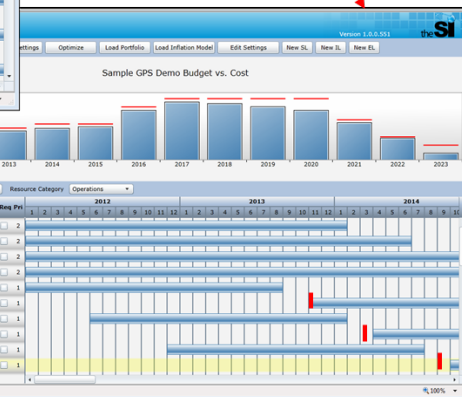 Version 1.0.0.551
the SI
ettings Optimize Load Portfolio Load Inflation Model Edit Settings New SL New IL New EL
Sample GPS Demo Budget vs. Cost
2013 2014 2015 2016 2017 2018 2019 2020 2021 2022 2023
Resource Category Operations
Req Pri 2012 2013 2014
1 2 3 4 5 6 7 8 9 10 11 12 1 2 3 4 5 6 7 8 9 10 11 12 1 2 3 4 5 6 7 8 9 10
2
2
2
2
1
1
1
1
1
1
100%